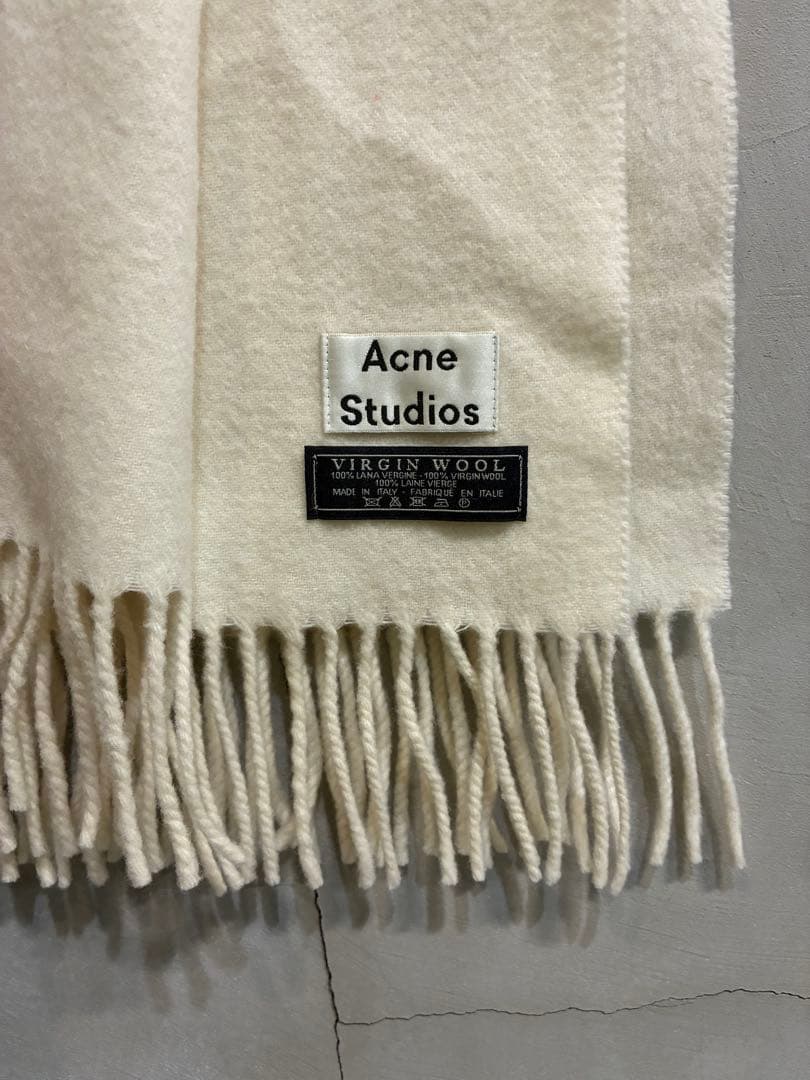 Acne
Studios
VIRGIN WOOL
100% LANA VERGINE - 100% VIRGIN WOOL
100% LAINE VIERGE
MADE IN ITALY - FABRIQUÉ EN ITALIE